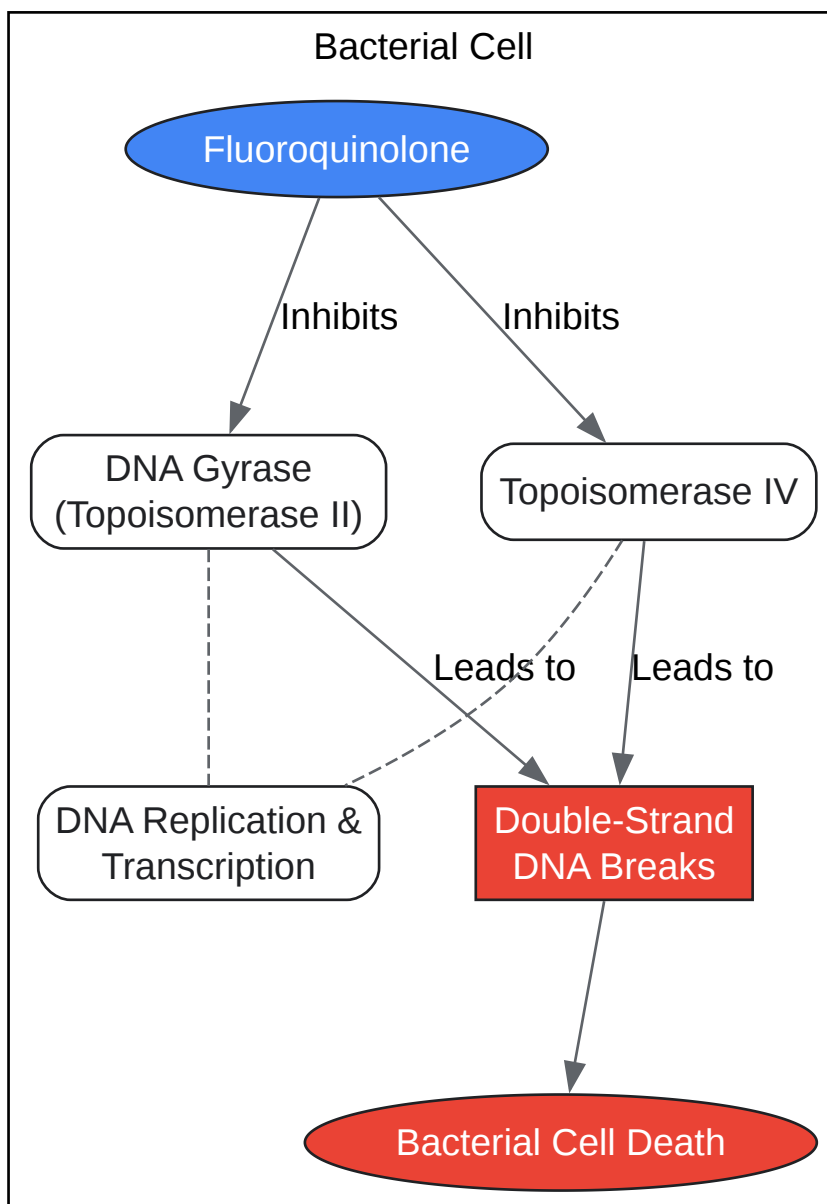 Bacterial Cell
Fluoroquinolone
Inhibits
Inhibits
DNA Gyrase
(Topoisomerase II)
Topoisomerase IV
Leads to
Leads to
DNA Replication &
Transcription
Double-Strand
DNA Breaks
Bacterial Cell Death